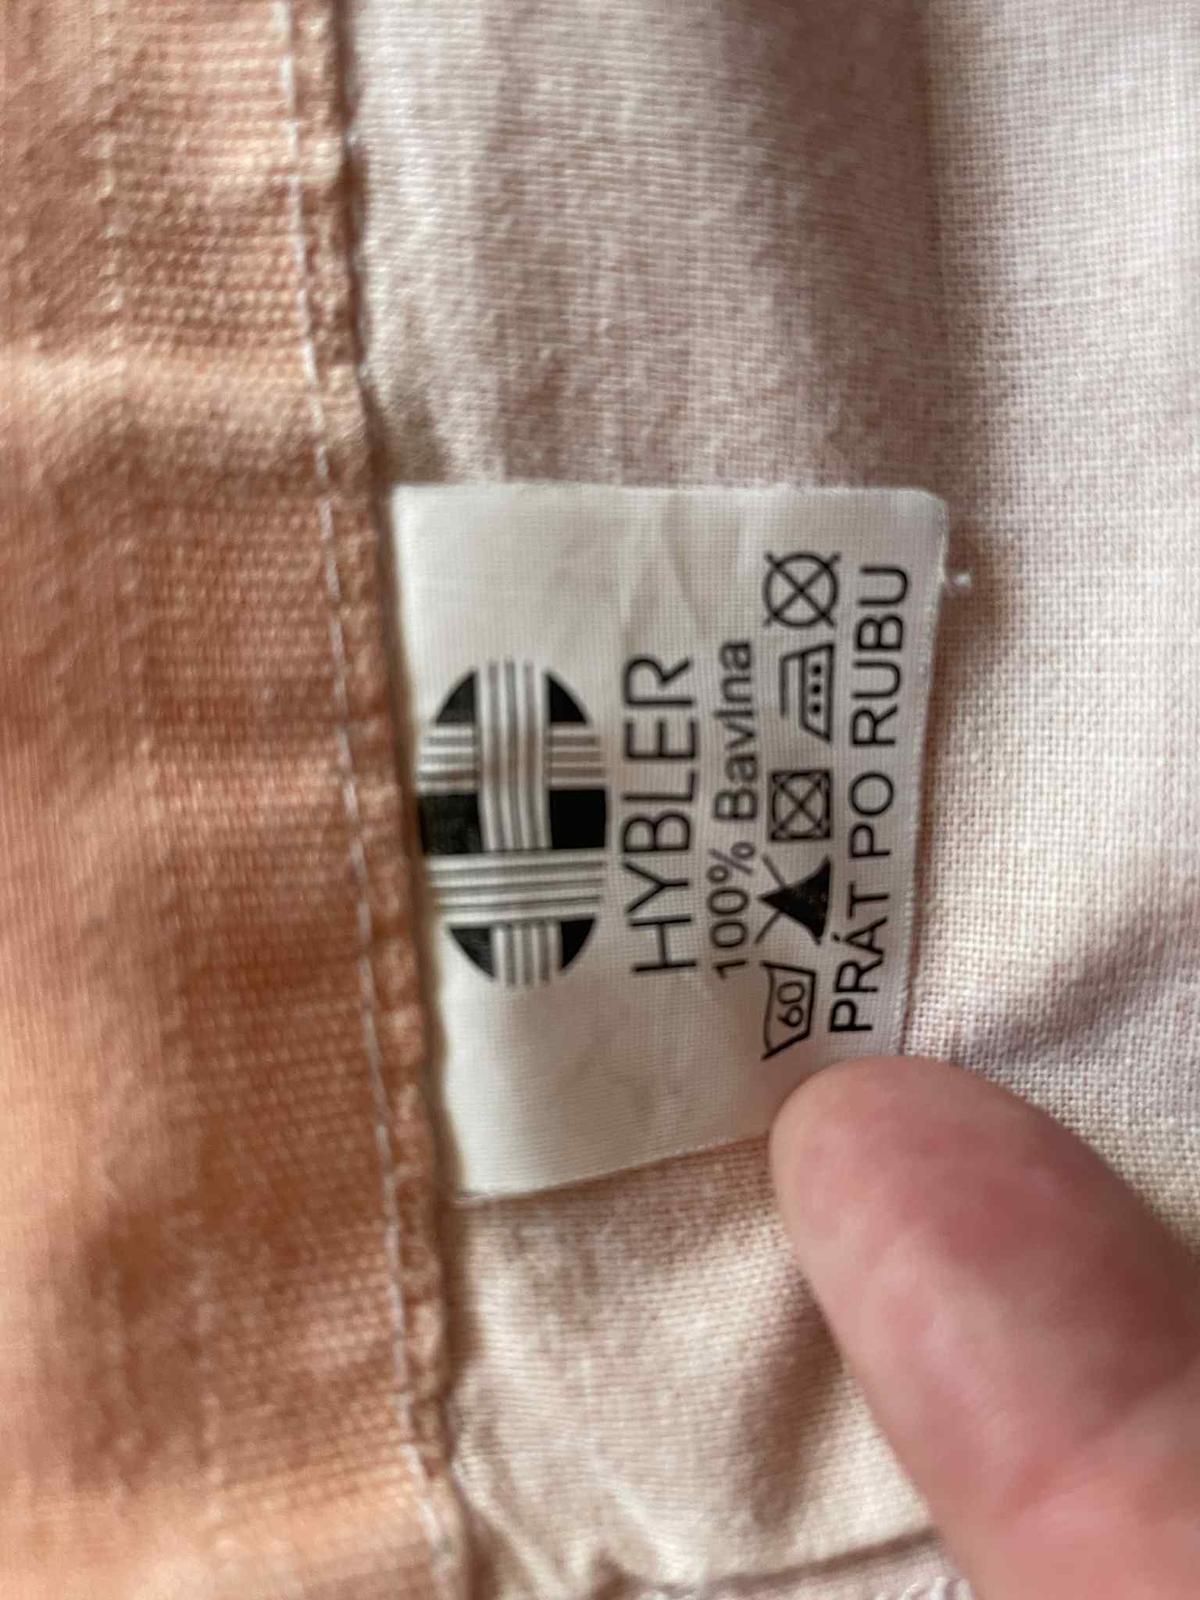 HYBLER
100% Bavlna
60
PRÁT PO RUBU